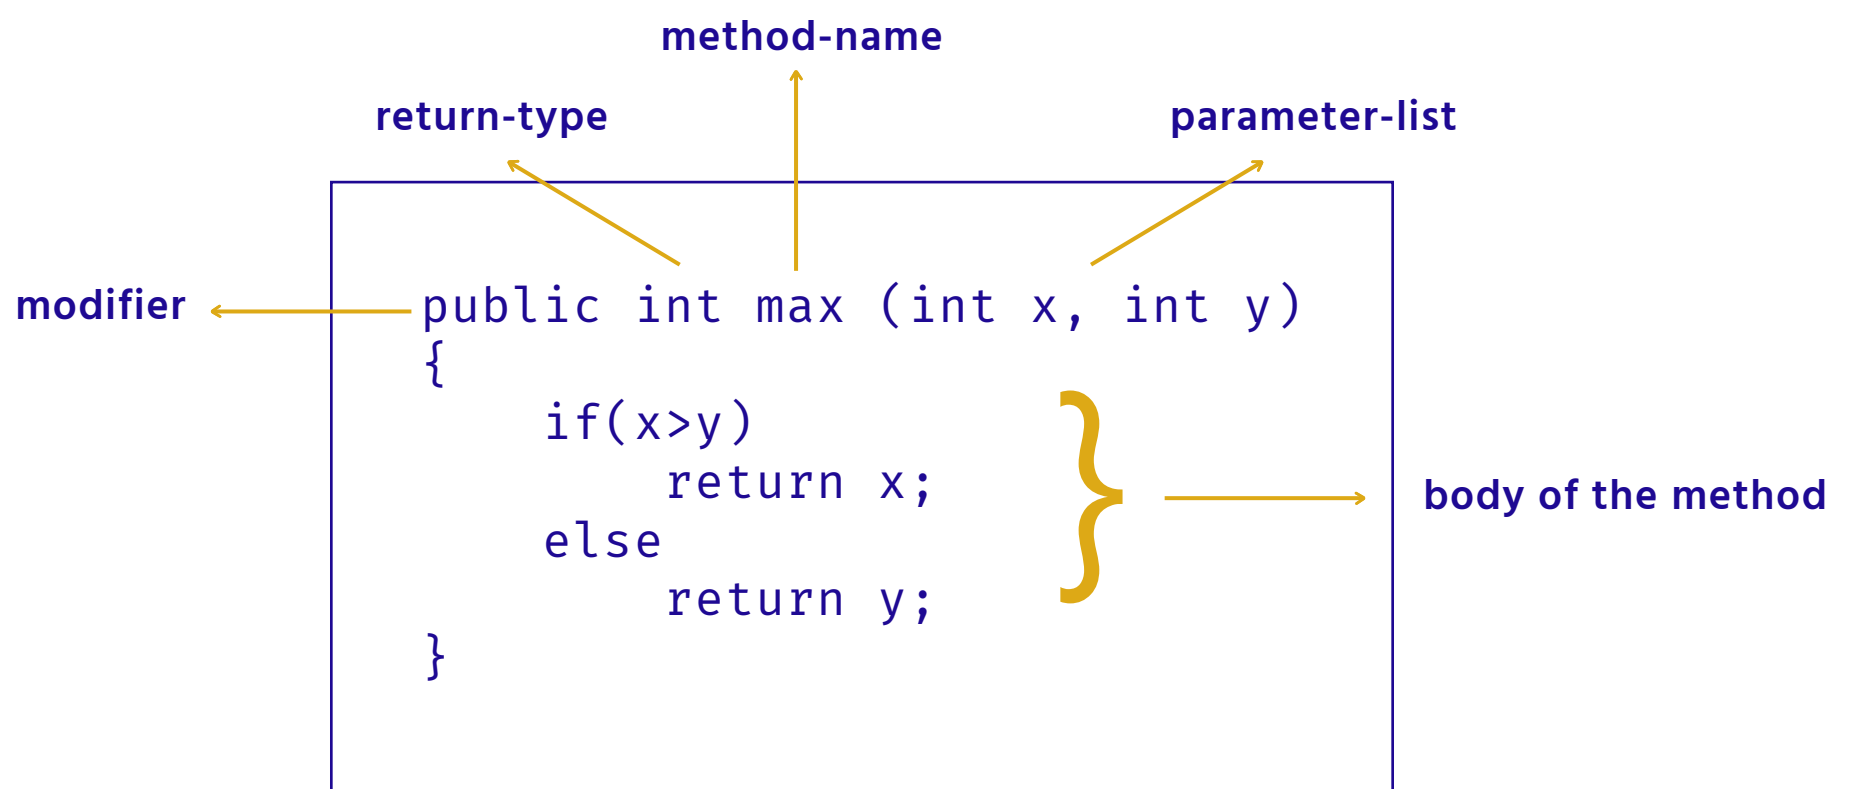 method-name
return-type
parameter-list
modifier
public int max (int x, int y)
{
if(x>y)
return x;
else
return y;
}
}
body of the method